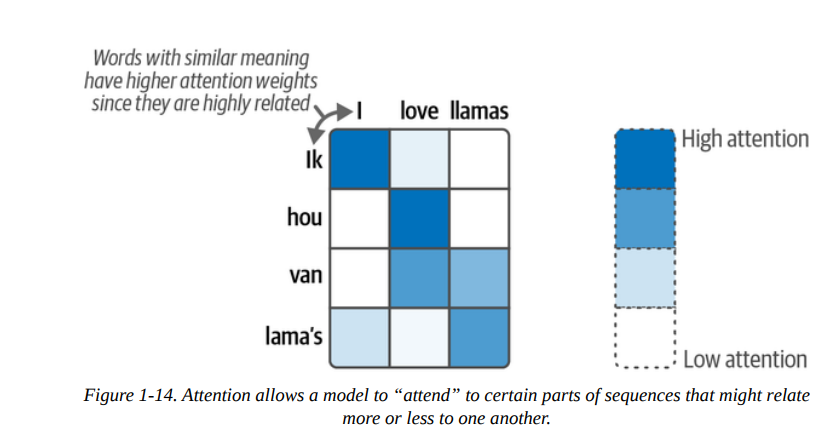 Words with similar meaning
have higher attention weights
since they are highly related
I love llamas
Ik
hou
van
lama's
High attention
Low attention
Figure 1-14. Attention allows a model to “attend” to certain parts of sequences that might relate
more or less to one another.